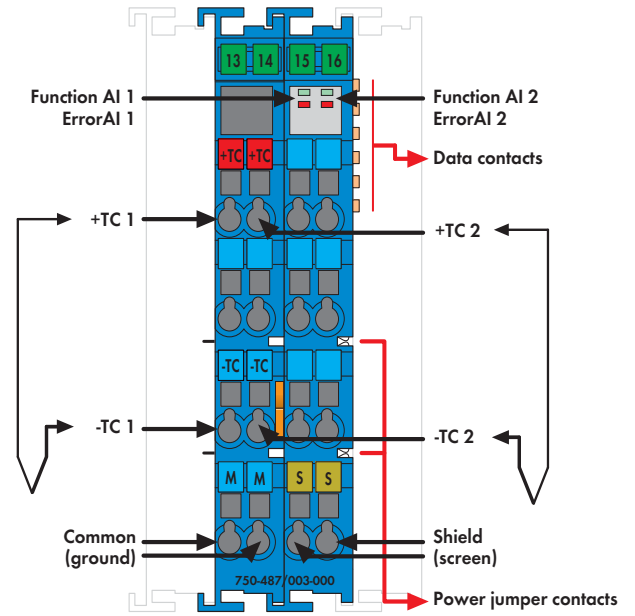 13 14 15 16
Function AI 1
ErrorAI 1
Function AI 2
ErrorAI 2
Data contacts
+TC +TC
+TC 1
+TC 2
-TC -TC
-TC 1
-TC 2
M M S S
Common
(ground)
Shield
(screen)
750-487/003-000
Power jumper contacts